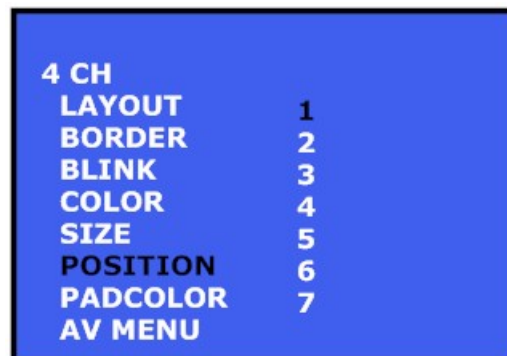 4 CH
LAYOUT 1
BORDER 2
BLINK 3
COLOR 4
SIZE 5
POSITION 6
PADCOLOR 7
AV MENU